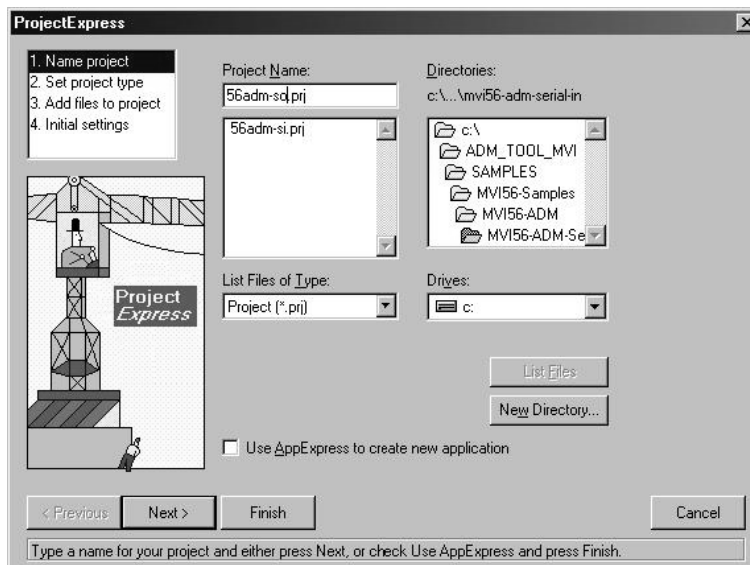 ProjectExpress
1. Name project
2. Set project type
3. Add files to project
4. Initial settings
Project Name:
56adm-so.prj
56adm-si.prj
Directories:
c:\...\mvi56-adm-serial-in
c:\
ADM_TOOL_MVI
SAMPLES
MVI56-Samples
MVI56-ADM
MVI56-ADM-Se
Project
Express
List Files of Type:
Project (*.prj)
Drives:
c:
List Files
New Directory...
Use AppExpress to create new application
< Previous
Next >
Finish
Cancel
Type a name for your project and either press Next, or check Use AppExpress and press Finish.